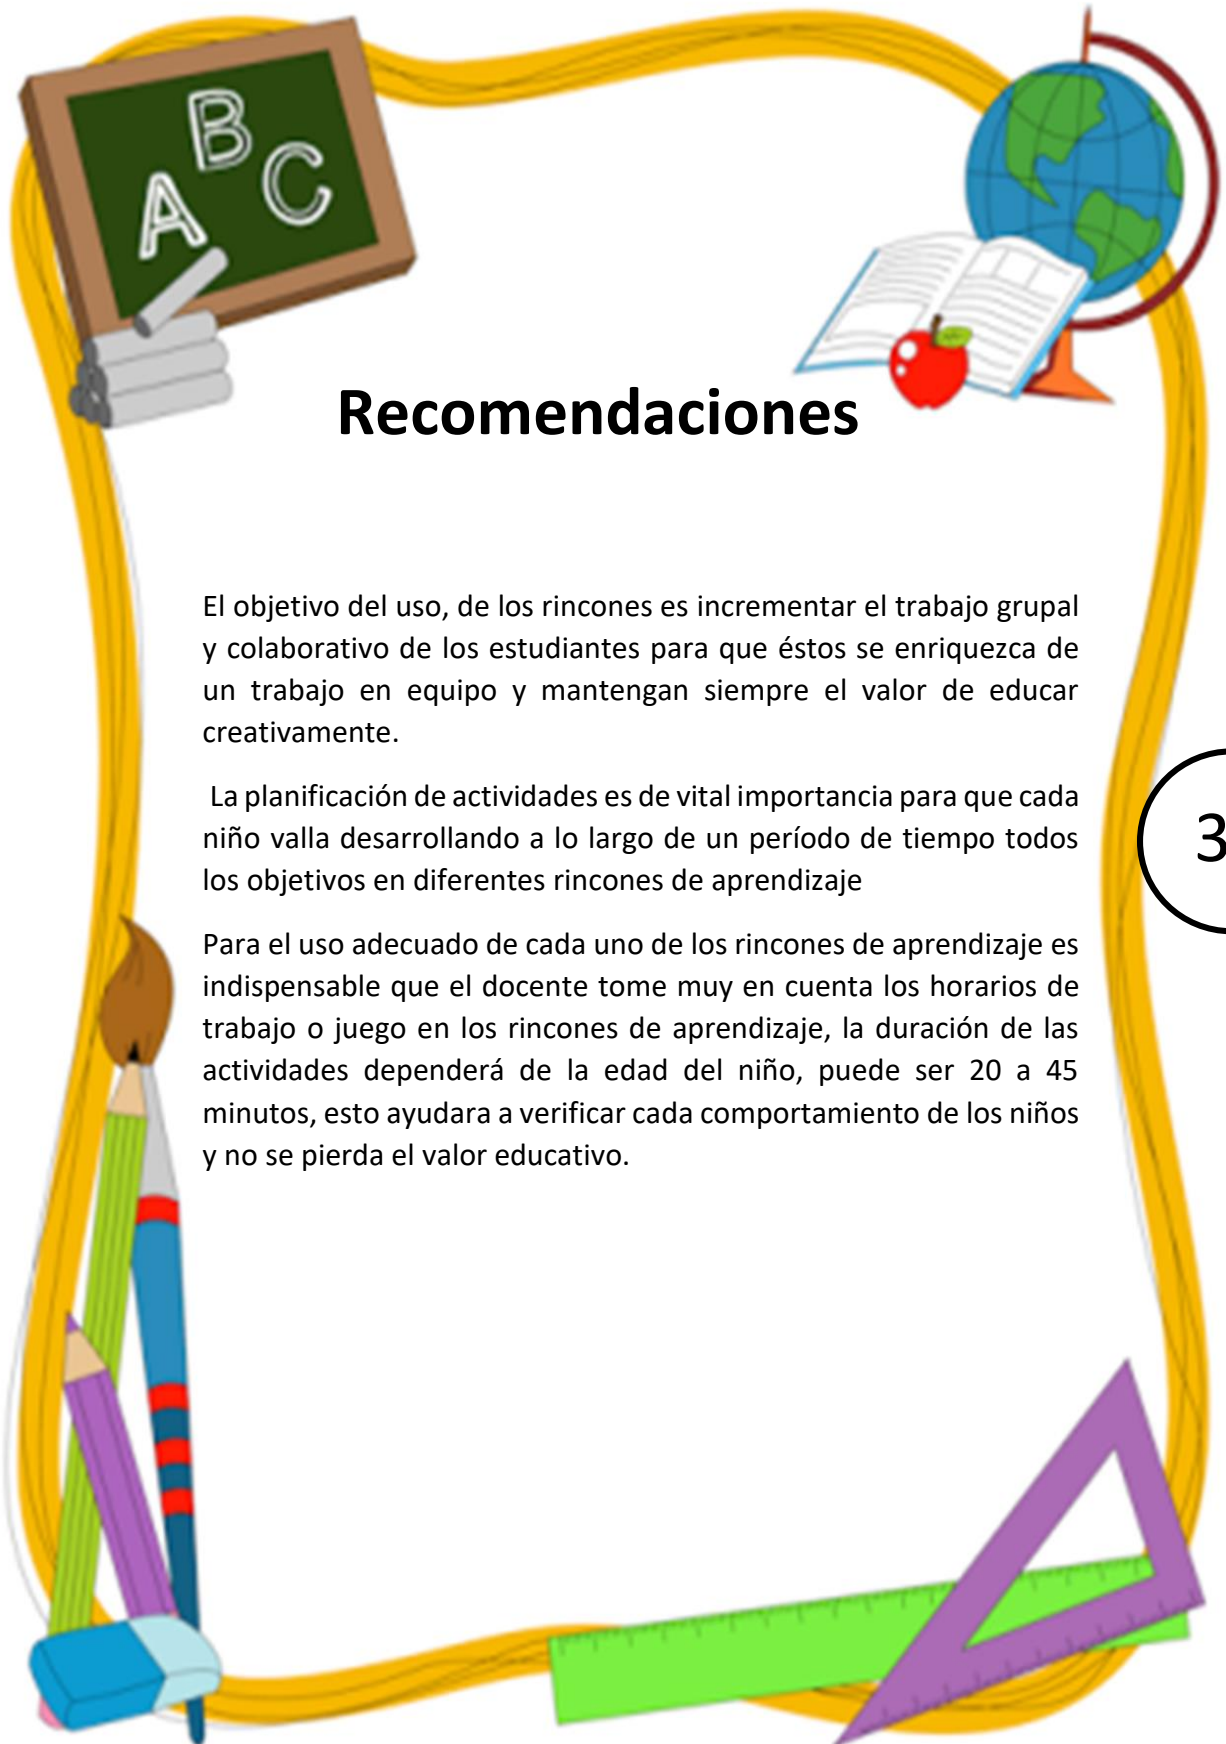 B
A C
Recomendaciones
El objetivo del uso, de los rincones es incrementar el trabajo grupal
y colaborativo de los estudiantes para que éstos se enriquezca de
un trabajo en equipo y mantengan siempre el valor de educar
creativamente.
La planificación de actividades es de vital importancia para que cada
niño valla desarrollando a lo largo de un período de tiempo todos
los objetivos en diferentes rincones de aprendizaje
3
Para el uso adecuado de cada uno de los rincones de aprendizaje es
indispensable que el docente tome muy en cuenta los horarios de
trabajo o juego en los rincones de aprendizaje, la duración de las
actividades dependerá de la edad del niño, puede ser 20 a 45
minutos, esto ayudara a verificar cada comportamiento de los niños
y no se pierda el valor educativo.